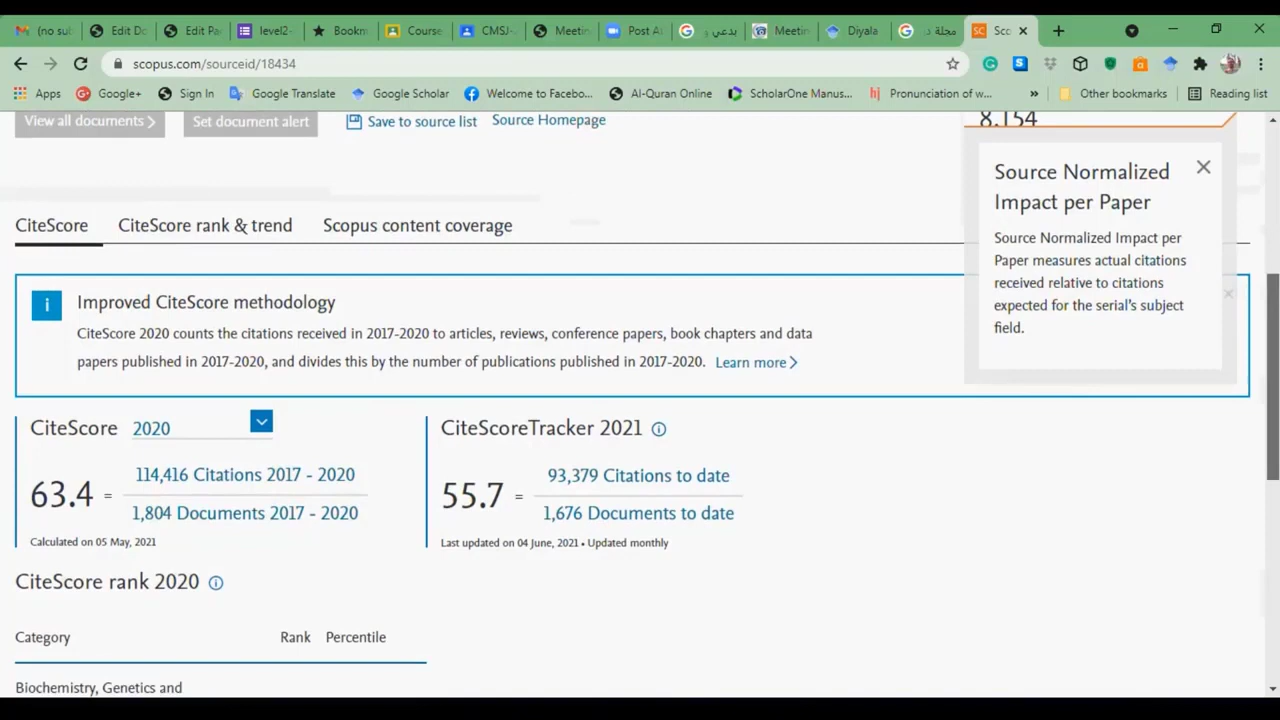 (no sub
Edit Do
Edit Pa
level2-
Bookm
Course
CMSJ-
Meetin
Post A
بدعي و
Meetin
Diyala
مجلة د
Sco
scopus.com/sourceid/18434
Apps
Google+
Sign In
Google Translate
Google Scholar
Welcome to Facebo...
Al-Quran Online
ScholarOne Manus...
Pronunciation of w...
»
Other bookmarks
Reading list
View all documents >
Set document alert
Save to source list
Source Homepage
8.154
Source Normalized
Impact per Paper
Source Normalized Impact per
Paper measures actual citations
received relative to citations
expected for the serial's subject
field.
CiteScore
CiteScore rank & trend
Scopus content coverage
Improved CiteScore methodology
CiteScore 2020 counts the citations received in 2017-2020 to articles, reviews, conference papers, book chapters and data
papers published in 2017-2020, and divides this by the number of publications published in 2017-2020. Learn more >
CiteScore 2020
63.4 =
114,416 Citations 2017 - 2020
1,804 Documents 2017 - 2020
Calculated on 05 May, 2021
CiteScoreTracker 2021
55.7 =
93,379 Citations to date
1,676 Documents to date
Last updated on 04 June, 2021 • Updated monthly
CiteScore rank 2020
Category
Rank
Percentile
Biochemistry, Genetics and